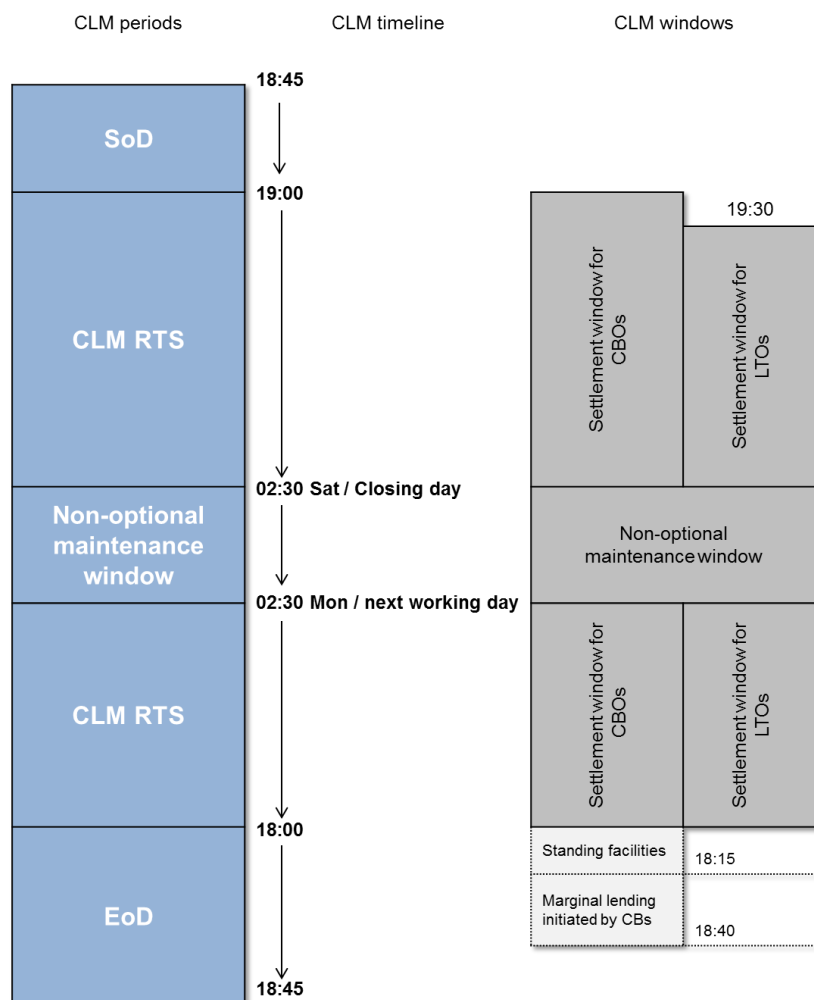 CLM periods
CLM timeline
CLM windows
18:45
SoD
19:00
19:30
CLM RTS
Settlement window for
CBOs
Settlement window for
LTOs
02:30 Sat / Closing day
Non-optional
maintenance
window
Non-optional
maintenance window
02:30 Mon / next working day
CLM RTS
Settlement window for
CBOs
Settlement window for
LTOs
18:00
Standing facilities
18:15
EoD
Marginal lending
initiated by CBs
18:40
18:45